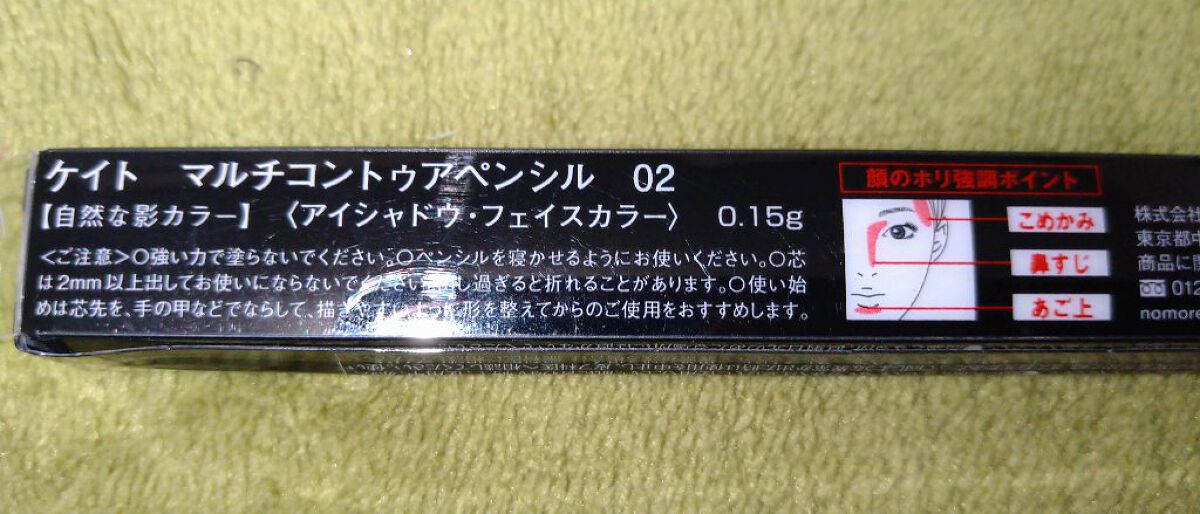 ケイト　マルチコントゥアペンシル　02
【自然な影カラー】〈アイシャドウ・フェイスカラー〉　0.15g
<ご注意>○強い力で塗らないでください。○ペンシルを寝かせるようにお使いください。○芯
は2mm以上出してお使いにならないでください 過ぎると折れることがあります。○使い始
めは芯先を、手の甲などでならして、描きやす 形を整えてからのご使用をおすすめします。
顔のホリ強調ポイント
こめかみ
鼻すじ
あご上
株式会社
東京都中
商品に
012
nomore